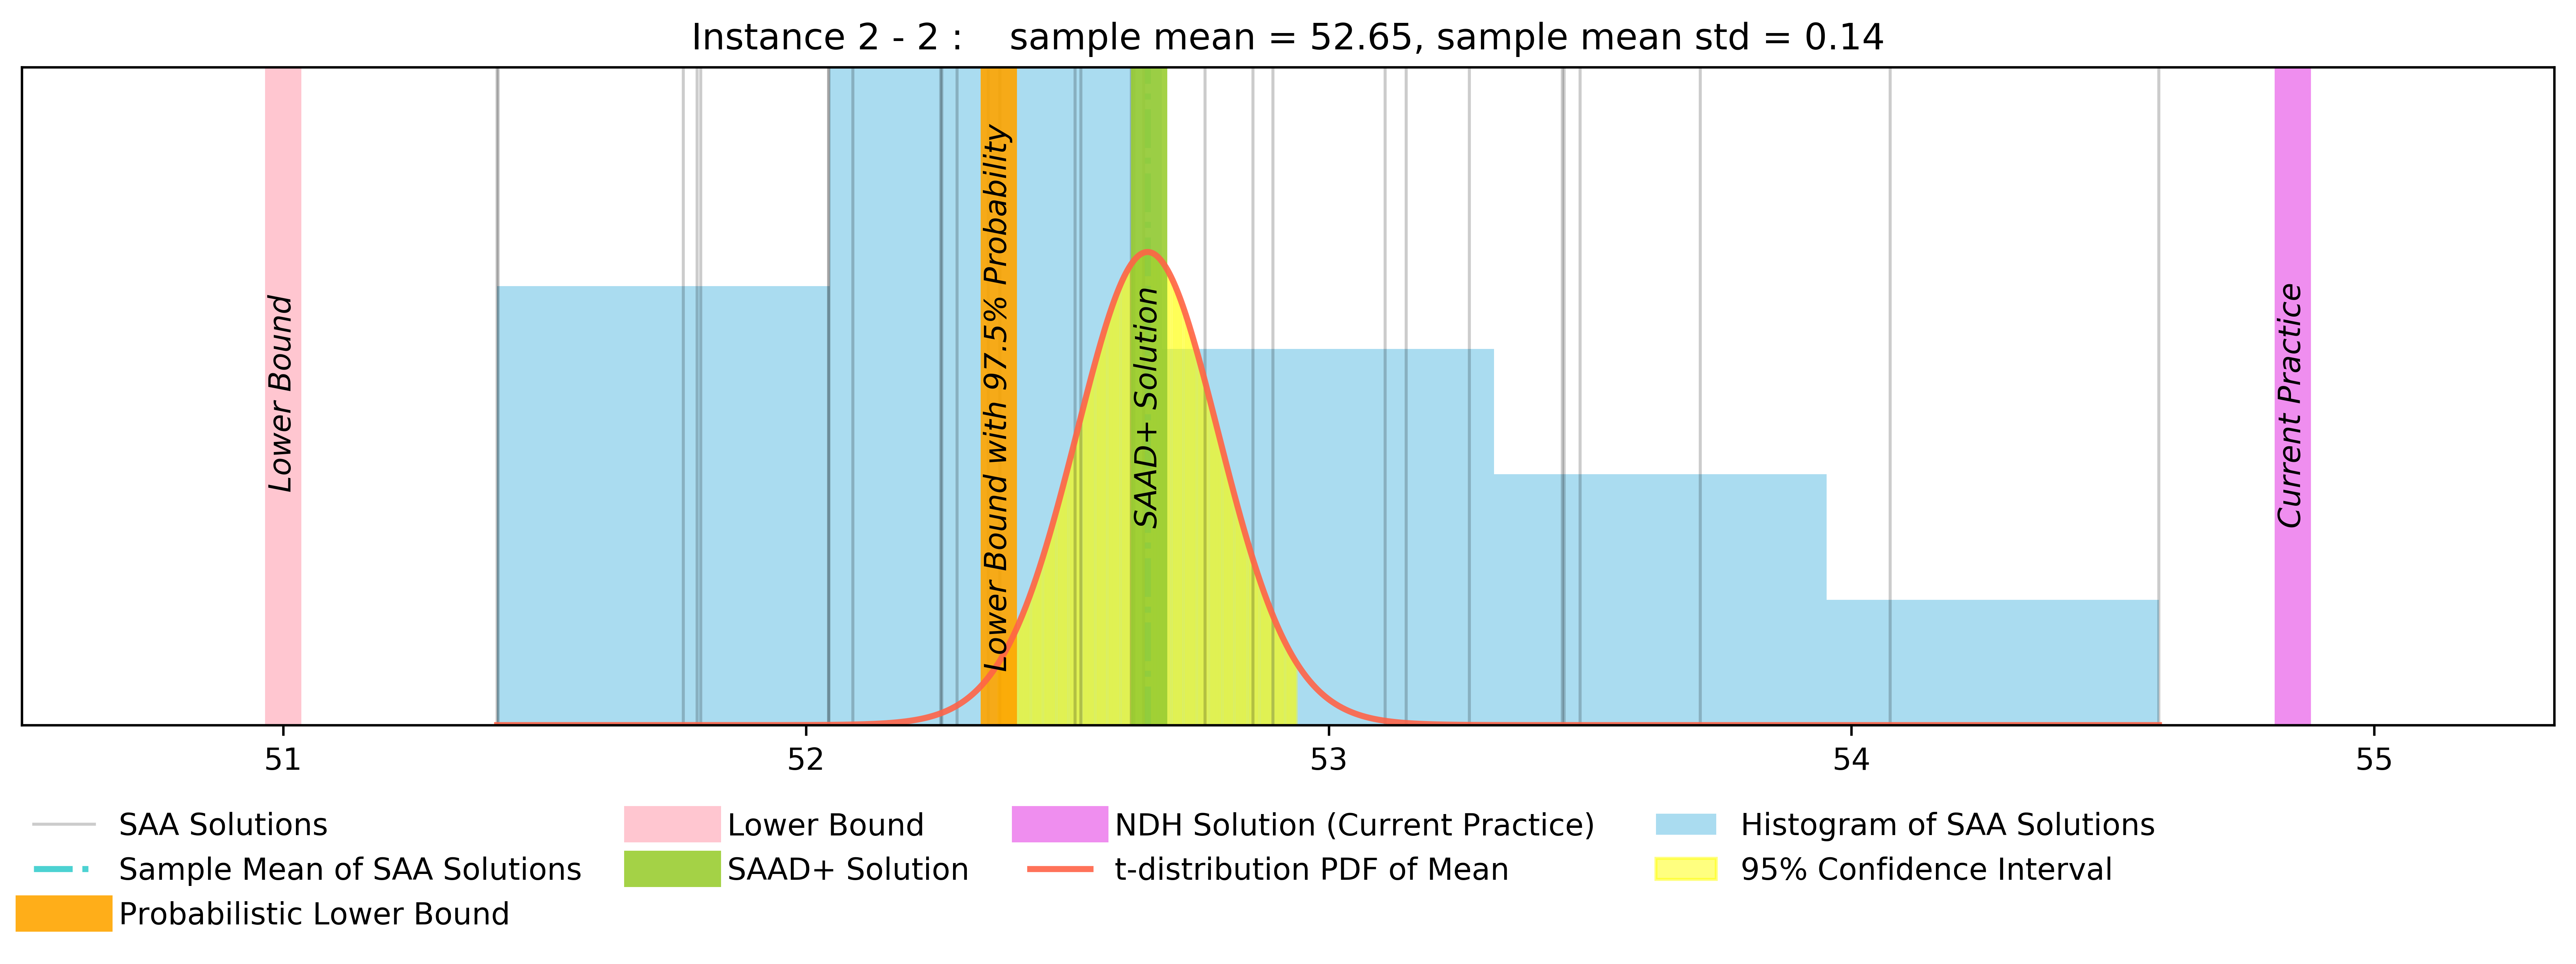 Instance 2 - 2 :    sample mean = 52.65, sample mean std = 0.14
Lower Bound
Lower Bound with 97.5% Probability
SAAD+ Solution
Current Practice
51 52 53 54 55
SAA Solutions
Sample Mean of SAA Solutions
Probabilistic Lower Bound
Lower Bound
SAAD+ Solution
NDH Solution (Current Practice)
t-distribution PDF of Mean
Histogram of SAA Solutions
95% Confidence Interval